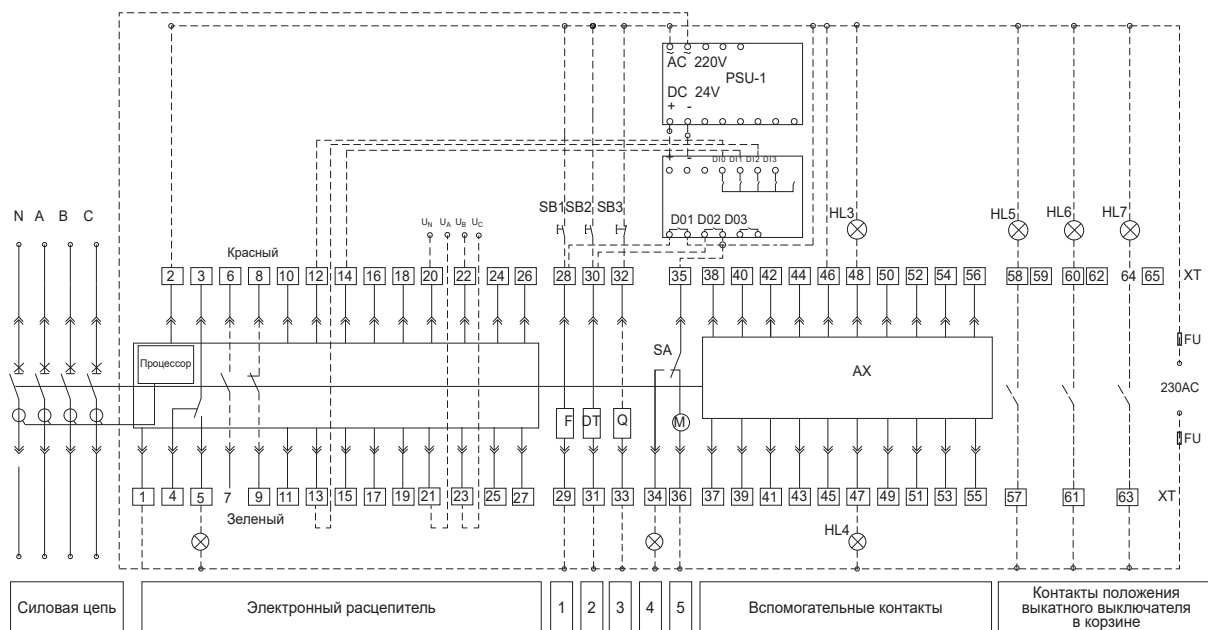 AC 220V
PSU-1
DC 24V
+ -
+ - DI0 DI1 DI2 DI3
SB1 SB2 SB3
D01 D02 D03
HL3 HL5 HL6 HL7
N A B C
UN UA UB UC
Красный
2 3 6 8 10 12 14 16 18 20 22 24 26 28 30 32 35 38 40 42 44 46 48 50 52 54 56 58 59 60 62 64 65 XT
FU
Процессор
SA
AX
230AC
F DT Q M
FU
1 4 5 7 9 11 13 15 17 19 21 23 25 27 29 31 33 34 36 37 39 41 43 45 47 49 51 53 55 57 61 63 XT
Зеленый
HL4
Силовая цепь
Электронный расцепитель
1 2 3 4 5
Вспомогательные контакты
Контакты положения
выкатного выключателя
в корзине